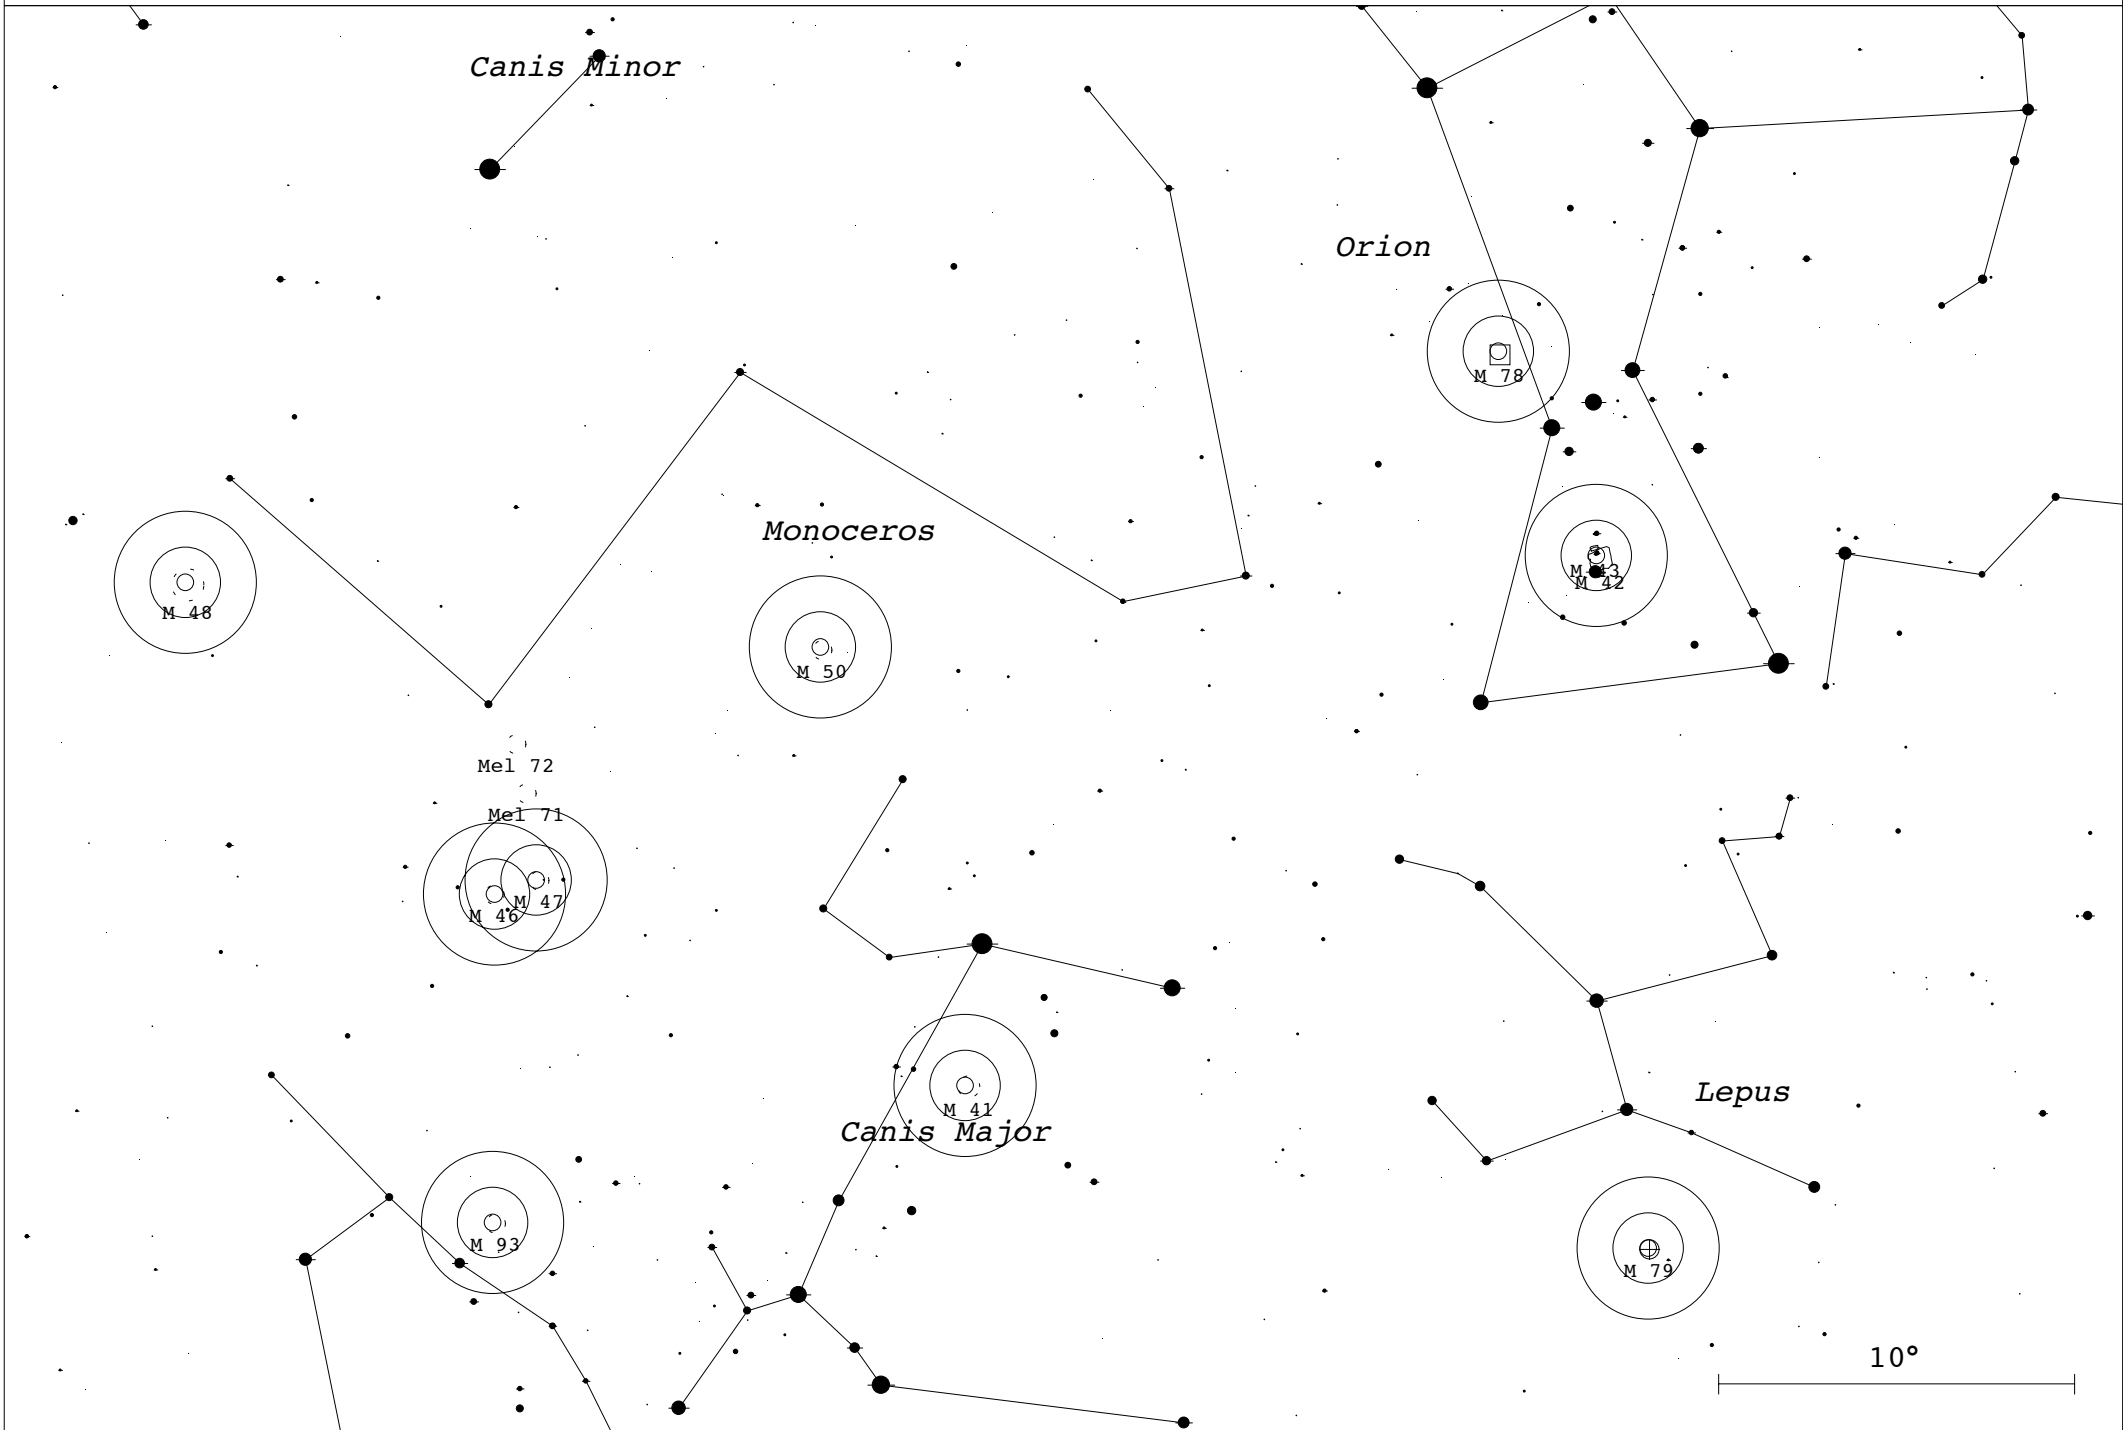 Canis Minor
Orion
M 78
Monoceros
M 43
M 42
M 48
M 50
Mel 72
Mel 71
M 47
M 46
Lepus
M 41
Canis Major
M 93
M 79
10°